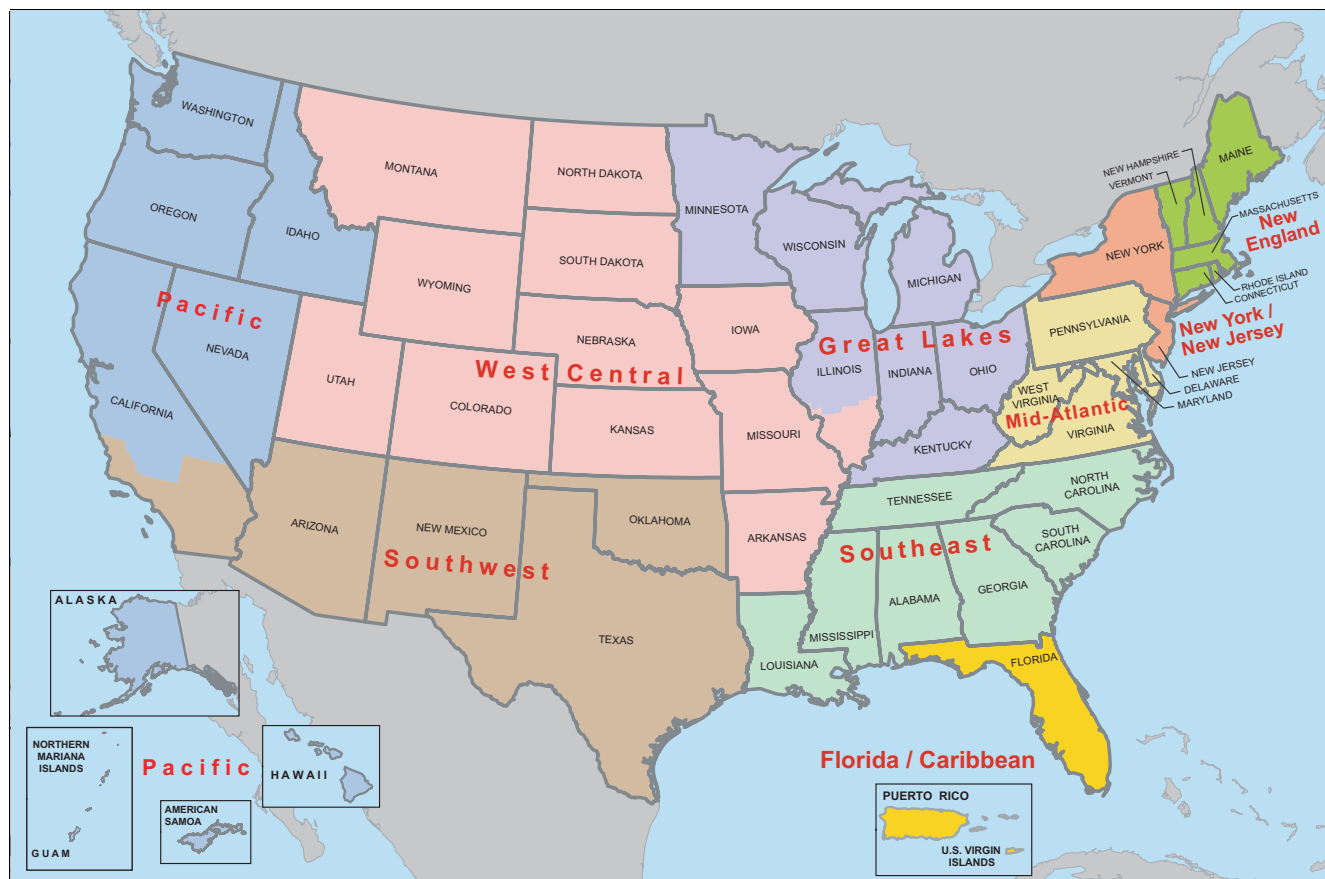 WASHINGTON
MONTANA
NORTH DAKOTA
MINNESOTA
OREGON
IDAHO
WISCONSIN
SOUTH DAKOTA
WYOMING
MICHIGAN
NEW HAMPSHIRE
VERMONT
MAINE
MASSACHUSETTS
New
England
NEW YORK
RHODE ISLAND
CONNECTICUT
Pacific
NEVADA
UTAH
CALIFORNIA
NEBRASKA
IOWA
West Central
COLORADO
KANSAS
MISSOURI
Great Lakes
ILLINOIS
INDIANA
OHIO
KENTUCKY
PENNSYLVANIA
New York /
New Jersey
NEW JERSEY
DELAWARE
MARYLAND
WEST
VIRGINIA
Mid-Atlantic
VIRGINIA
ARIZONA
NEW MEXICO
OKLAHOMA
Southwest
TEXAS
ARKANSAS
TENNESSEE
NORTH
CAROLINA
SOUTH
CAROLINA
Southeast
MISSISSIPPI
ALABAMA
GEORGIA
LOUISIANA
FLORIDA
ALASKA
NORTHERN
MARIANA
ISLANDS
GUAM
Pacific
HAWAII
AMERICAN
SAMOA
Florida / Caribbean
PUERTO RICO
U.S. VIRGIN
ISLANDS